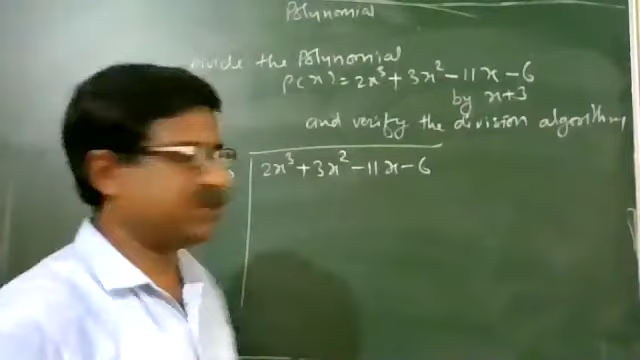 Polynomial
Divide the Polynomial
P(x) = 2x³ + 3x² - 11x - 6
by x+3
and verify the division algorithm
2x³ + 3x² - 11x - 6